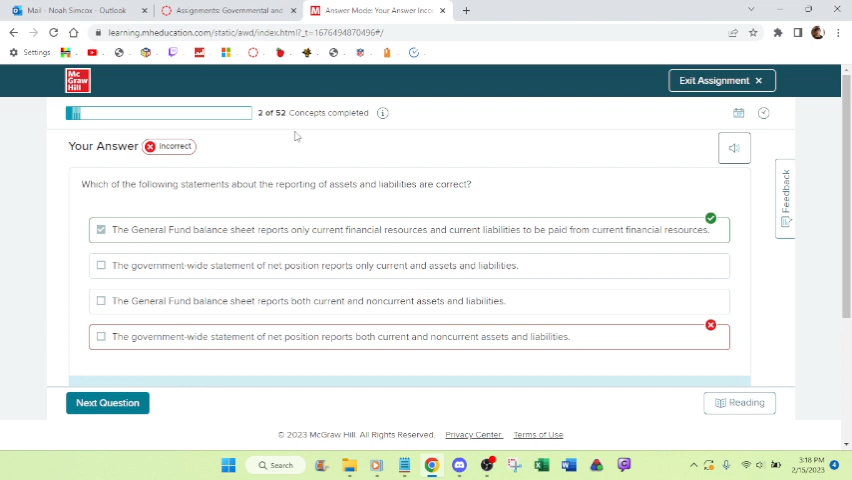 Mail - Noah Simcox - Outlook
Assignments: Governmental and
Answer Mode: Your Answer Inco
learning.mheducation.com/static/awd/index.html?_t=1676494870496#/
Settings
Mc
Graw
Hill
Exit Assignment
2 of 52 Concepts completed
Your Answer
Incorrect
Feedback
Which of the following statements about the reporting of assets and liabilities are correct?
The General Fund balance sheet reports only current financial resources and current liabilities to be paid from current financial resources.
The government-wide statement of net position reports only current and assets and liabilities.
The General Fund balance sheet reports both current and noncurrent assets and liabilities.
The government-wide statement of net position reports both current and noncurrent assets and liabilities.
Next Question
Reading
© 2023 McGraw Hill. All Rights Reserved. Privacy Center Terms of Use
Search
3:18 PM
2/15/2023
4